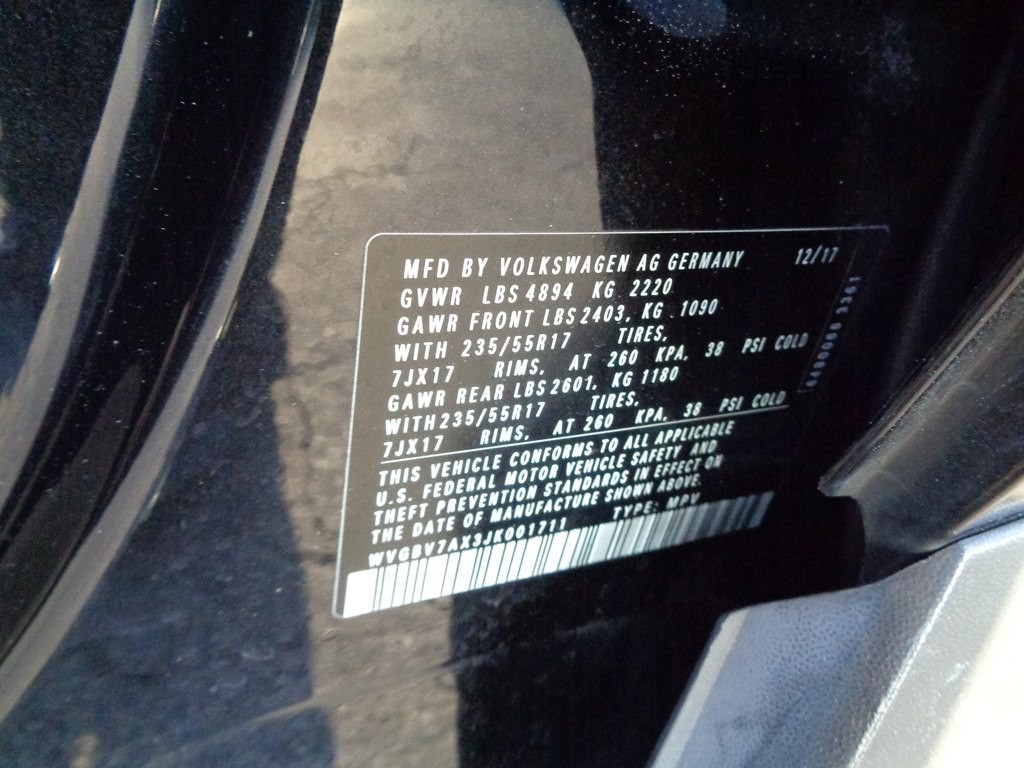 MFD BY VOLKSWAGEN AG GERMANY 12/17
GVWR LBS 4894 KG 2220
GAWR FRONT LBS 2403, KG 1090
WITH 235/55R17 TIRES,
7JX17 RIMS, AT 260 KPA, 38 PSI COLD
GAWR REAR LBS 2601, KG 1180
WITH 235/55R17 TIRES,
7JX17 RIMS, AT 260 KPA, 38 PSI COLD
THIS VEHICLE CONFORMS TO ALL APPLICABLE
U.S. FEDERAL MOTOR VEHICLE SAFETY AND
THEFT PREVENTION STANDARDS IN EFFECT ON
THE DATE OF MANUFACTURE SHOWN ABOVE.
WVGBV7AX3JK001711 TYPE: MPV